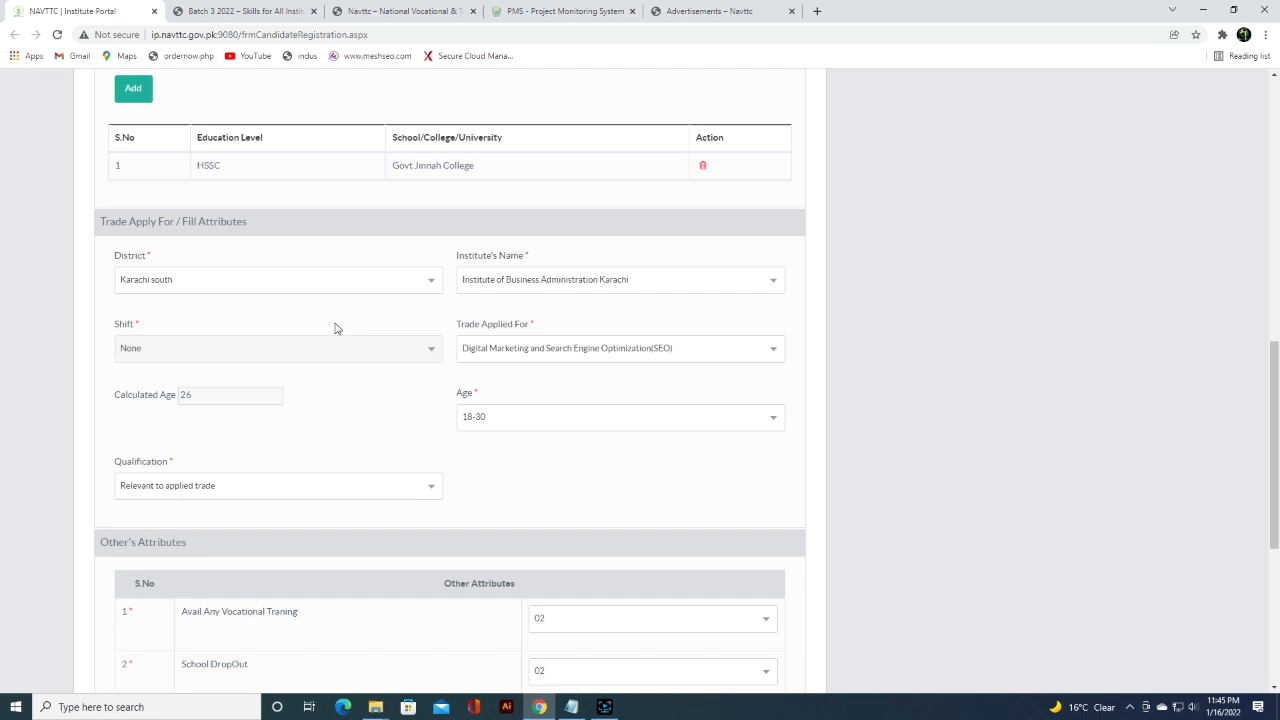 NAVTTC | Institute Portal
Batch 3 2022 – Skills for All Instit
Navttc – National Vocational & T
PMS - Project Monitoring System
Advertisements – Navttc
Not secure
ip.navttc.gov.pk:9080/frmCandidateRegistration.aspx
Apps
Gmail
Maps
ordernow.php
YouTube
indus
www.meshseo.com
Secure Cloud Mana...
Reading list
Add
S.No Education Level School/College/University Action
1 HSSC Govt Jinnah College
Trade Apply For / Fill Attributes
District * Institute's Name *
Karachi south Institute of Business Administration Karachi
Shift * Trade Applied For *
None Digital Marketing and Search Engine Optimization(SEO)
Calculated Age 26 Age *
18-30
Qualification *
Relevant to applied trade
Other's Attributes
S.No Other Attributes
1 * Avail Any Vocational Traning 02
2 * School DropOut 02
Type here to search
Ai
16°C Clear
11:45 PM
1/16/2022